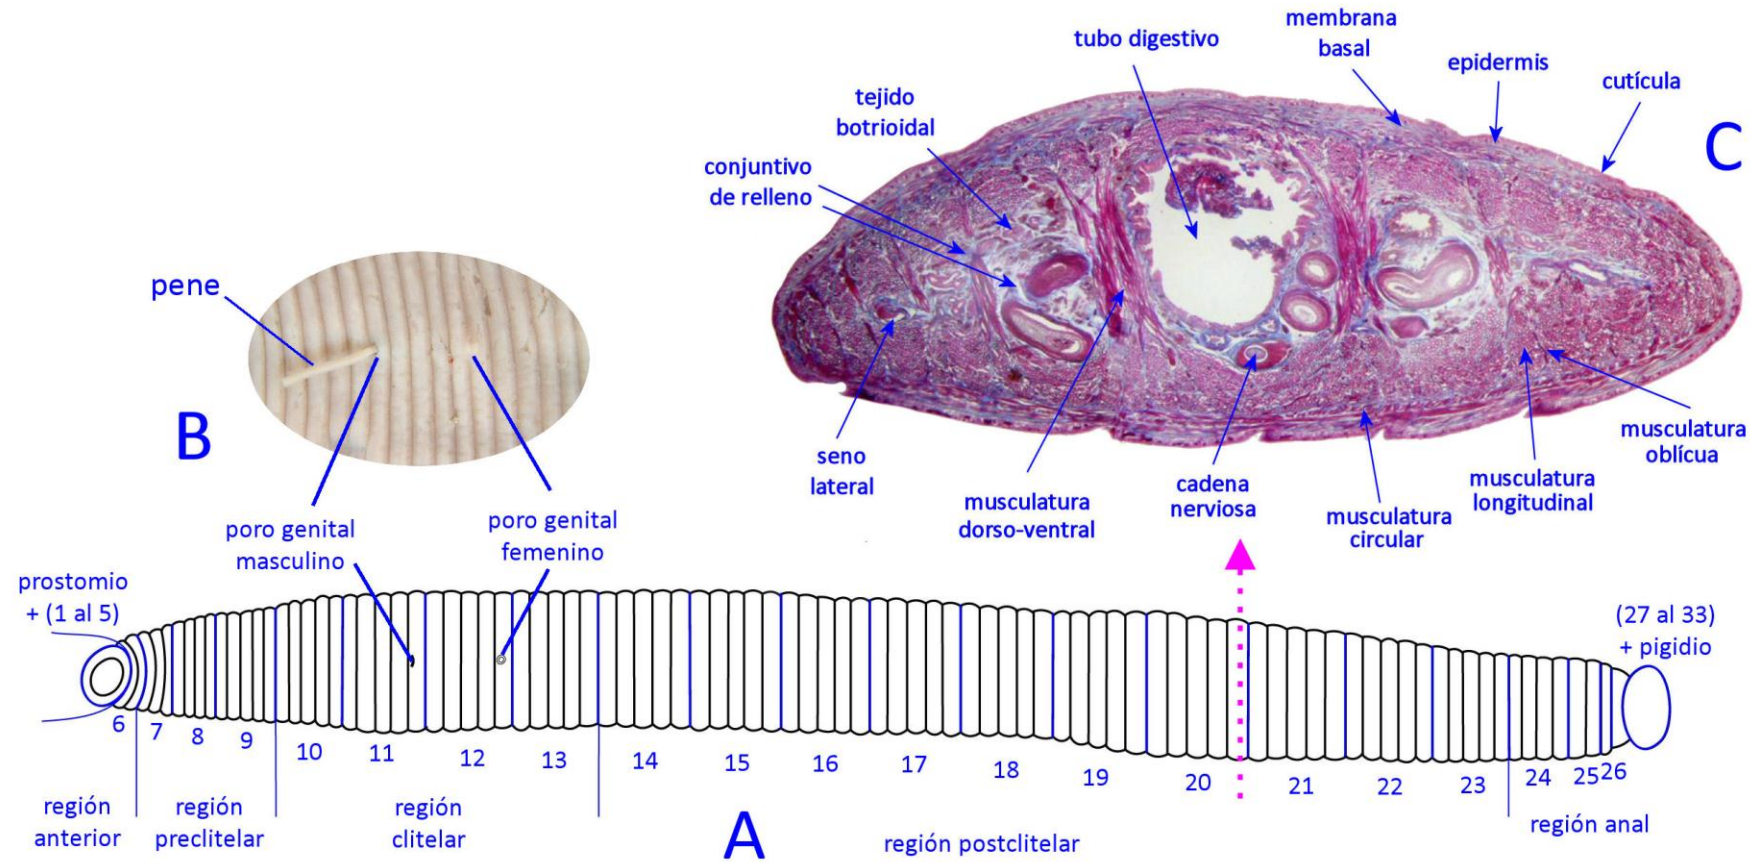 membrana
basal
tubo digestivo
epidermis
cutícula
tejido
botrioidal
C
conjuntivo
de relleno
pene
B
seno
lateral
musculatura
dorso-ventral
cadena
nerviosa
musculatura
circular
musculatura
longitudinal
musculatura
oblícua
poro genital
masculino
poro genital
femenino
prostomio
+ (1 al 5)
(27 al 33)
+ pigidio
6 7 8 9 10 11 12 13 14 15 16 17 18 19 20 21 22 23 24 25 26
región
anterior
región
preclitelar
región
clitelar
A
región postclitelar
región anal